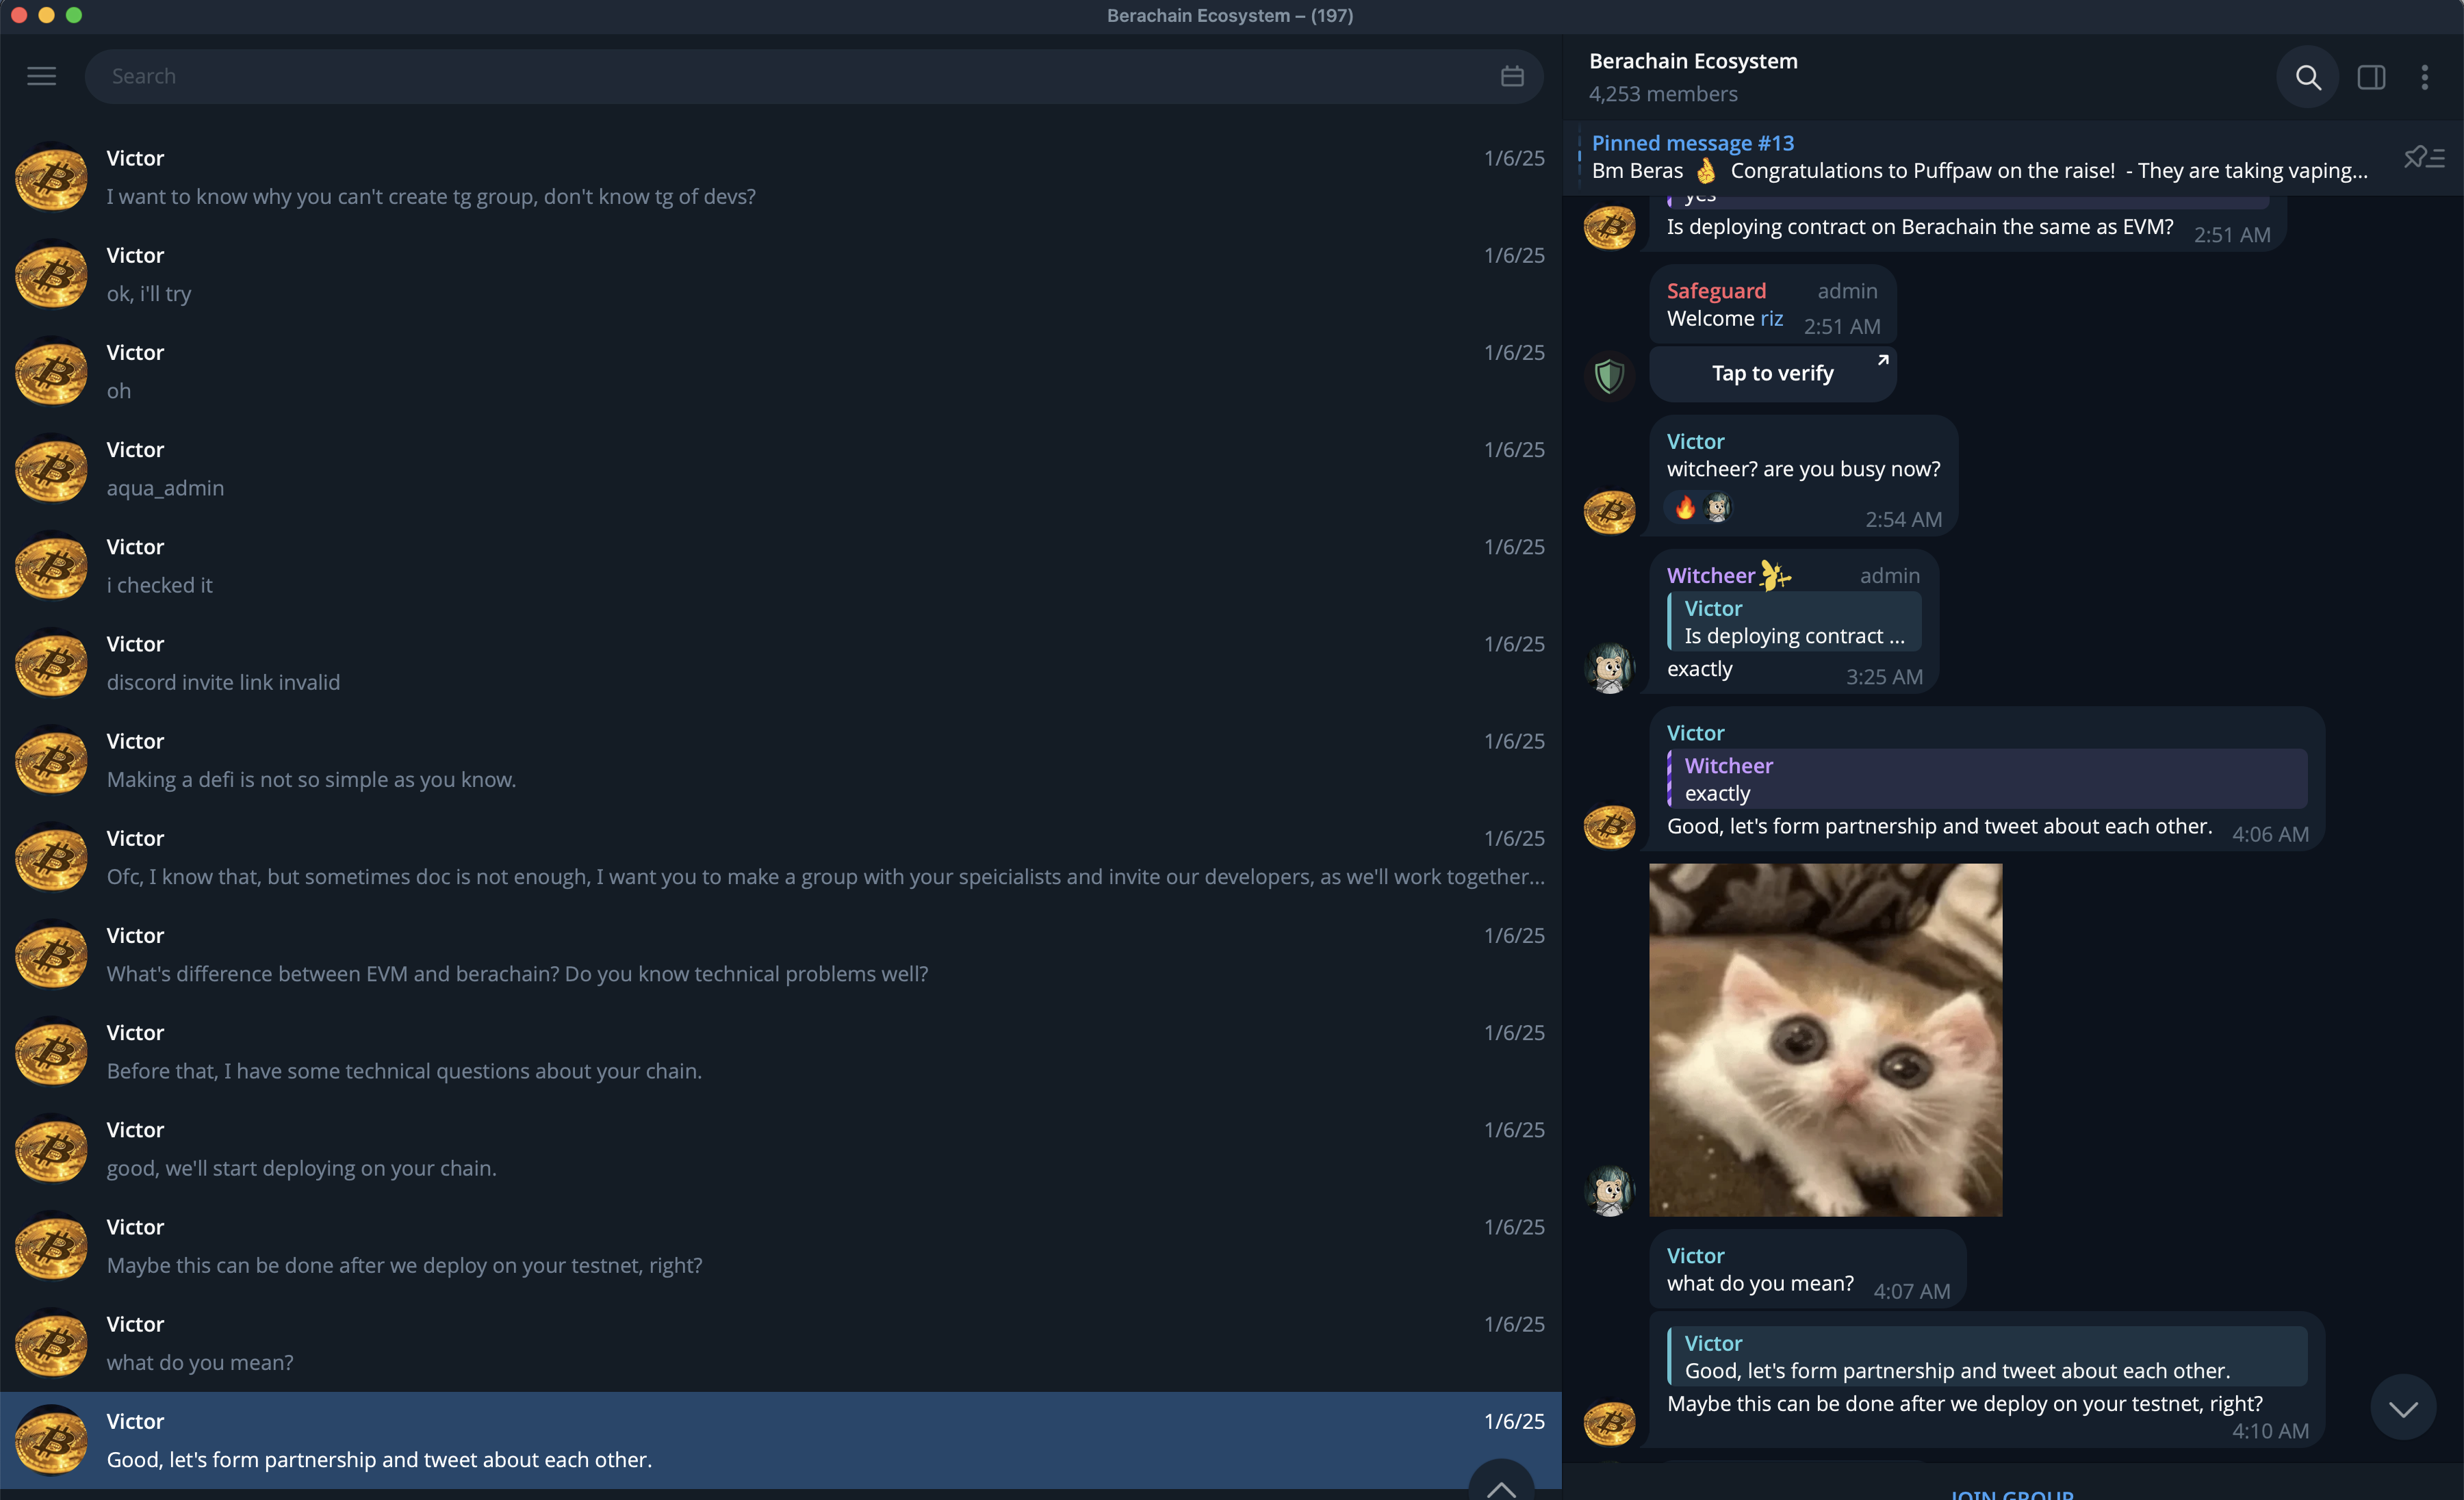 Berachain Ecosystem – (197)
Search
Victor
1/6/25
I want to know why you can't create tg group, don't know tg of devs?
Victor
1/6/25
ok, i'll try
Victor
1/6/25
oh
Victor
1/6/25
aqua_admin
Victor
1/6/25
i checked it
Victor
1/6/25
discord invite link invalid
Victor
1/6/25
Making a defi is not so simple as you know.
Victor
1/6/25
Ofc, I know that, but sometimes doc is not enough, I want you to make a group with your speicialists and invite our developers, as we'll work together...
Victor
1/6/25
What's difference between EVM and berachain? Do you know technical problems well?
Victor
1/6/25
Before that, I have some technical questions about your chain.
Victor
1/6/25
good, we'll start deploying on your chain.
Victor
1/6/25
Maybe this can be done after we deploy on your testnet, right?
Victor
1/6/25
what do you mean?
Victor
1/6/25
Good, let's form partnership and tweet about each other.
Berachain Ecosystem
4,253 members
Pinned message #13
Bm Beras 🤌 Congratulations to Puffpaw on the raise! - They are taking vaping...
yes
Is deploying contract on Berachain the same as EVM? 2:51 AM
Safeguard admin
Welcome riz 2:51 AM
Tap to verify
Victor
witcheer? are you busy now?
2:54 AM
Witcheer admin
Victor
Is deploying contract ...
exactly 3:25 AM
Victor
Witcheer
exactly
Good, let's form partnership and tweet about each other. 4:06 AM
Victor
what do you mean? 4:07 AM
Victor
Good, let's form partnership and tweet about each other.
Maybe this can be done after we deploy on your testnet, right?
4:10 AM
JOIN GROUP